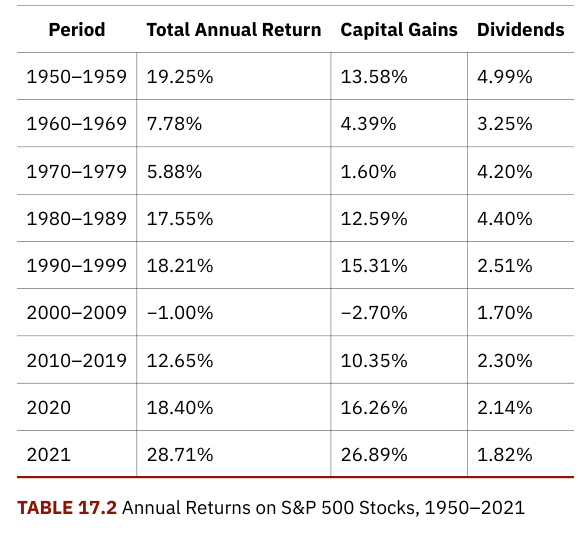 Period Total Annual Return Capital Gains Dividends
1950–1959 19.25% 13.58% 4.99%
1960–1969 7.78% 4.39% 3.25%
1970–1979 5.88% 1.60% 4.20%
1980–1989 17.55% 12.59% 4.40%
1990–1999 18.21% 15.31% 2.51%
2000–2009 −1.00% −2.70% 1.70%
2010–2019 12.65% 10.35% 2.30%
2020 18.40% 16.26% 2.14%
2021 28.71% 26.89% 1.82%
TABLE 17.2 Annual Returns on S&P 500 Stocks, 1950–2021